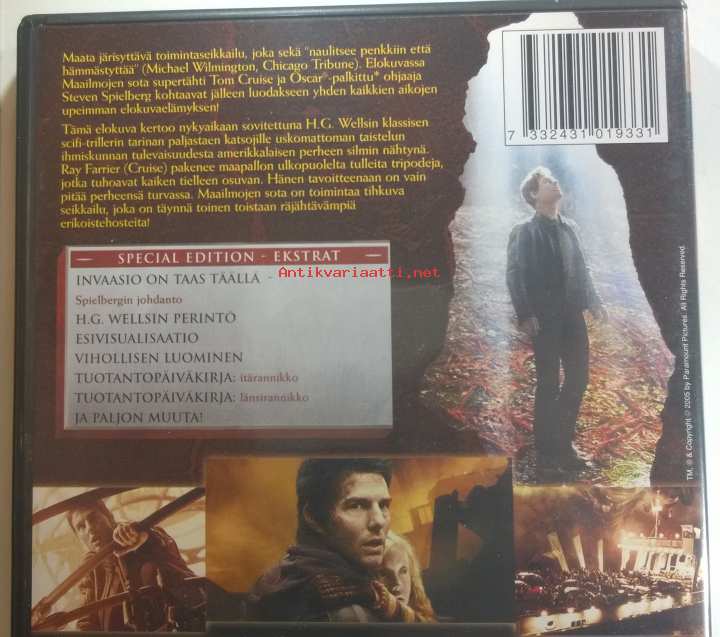 Maata järisyttävä toimintaseikkailu, joka sekä "naulitsee penkkiin että
hämmästyttää" (Michael Wilmington, Chicago Tribune). Elokuvassa
Maailmojen sota supertähti Tom Cruise ja Oscar®-palkittu* ohjaaja
Steven Spielberg kohtaavat jälleen luodakseen yhden kaikkien aikojen
upeimman elokuvaelämyksen!
Tämä elokuva kertoo nykyaikaan sovitettuna H.G. Wellsin klassisen
scifi-trillerin tarinan paljastaen katsojille uskomattoman taistelun
ihmiskunnan tulevaisuudesta amerikkalaisen perheen silmin nähtynä.
Ray Farrier (Cruise) pakenee maapallon ulkopuolelta tulleita tripodeja,
jotka tuhoavat kaiken tielleen osuvan. Hänen tavoitteenaan on vain
pitää perheensä turvassa. Maailmojen sota on toimintaa tihkuva
seikkailu, joka on täynnä toinen toistaan räjähtävämpiä
erikoistehosteita!
7 332431 019331
SPECIAL EDITION - EKSTRAT
Antikvariaatti.net
INVAASIO ON TAAS TÄÄLLÄ -
Spielbergin johdanto
H.G. WELLSIN PERINTÖ
ESIVISUALISAATIO
VIHOLLISEN LUOMINEN
TUOTANTOPÄIVÄKIRJA: itärannikko
TUOTANTOPÄIVÄKIRJA: länsirannikko
JA PALJON MUUTA!
TM, ® & Copyright © 2005 by Paramount Pictures. All Rights Reserved.